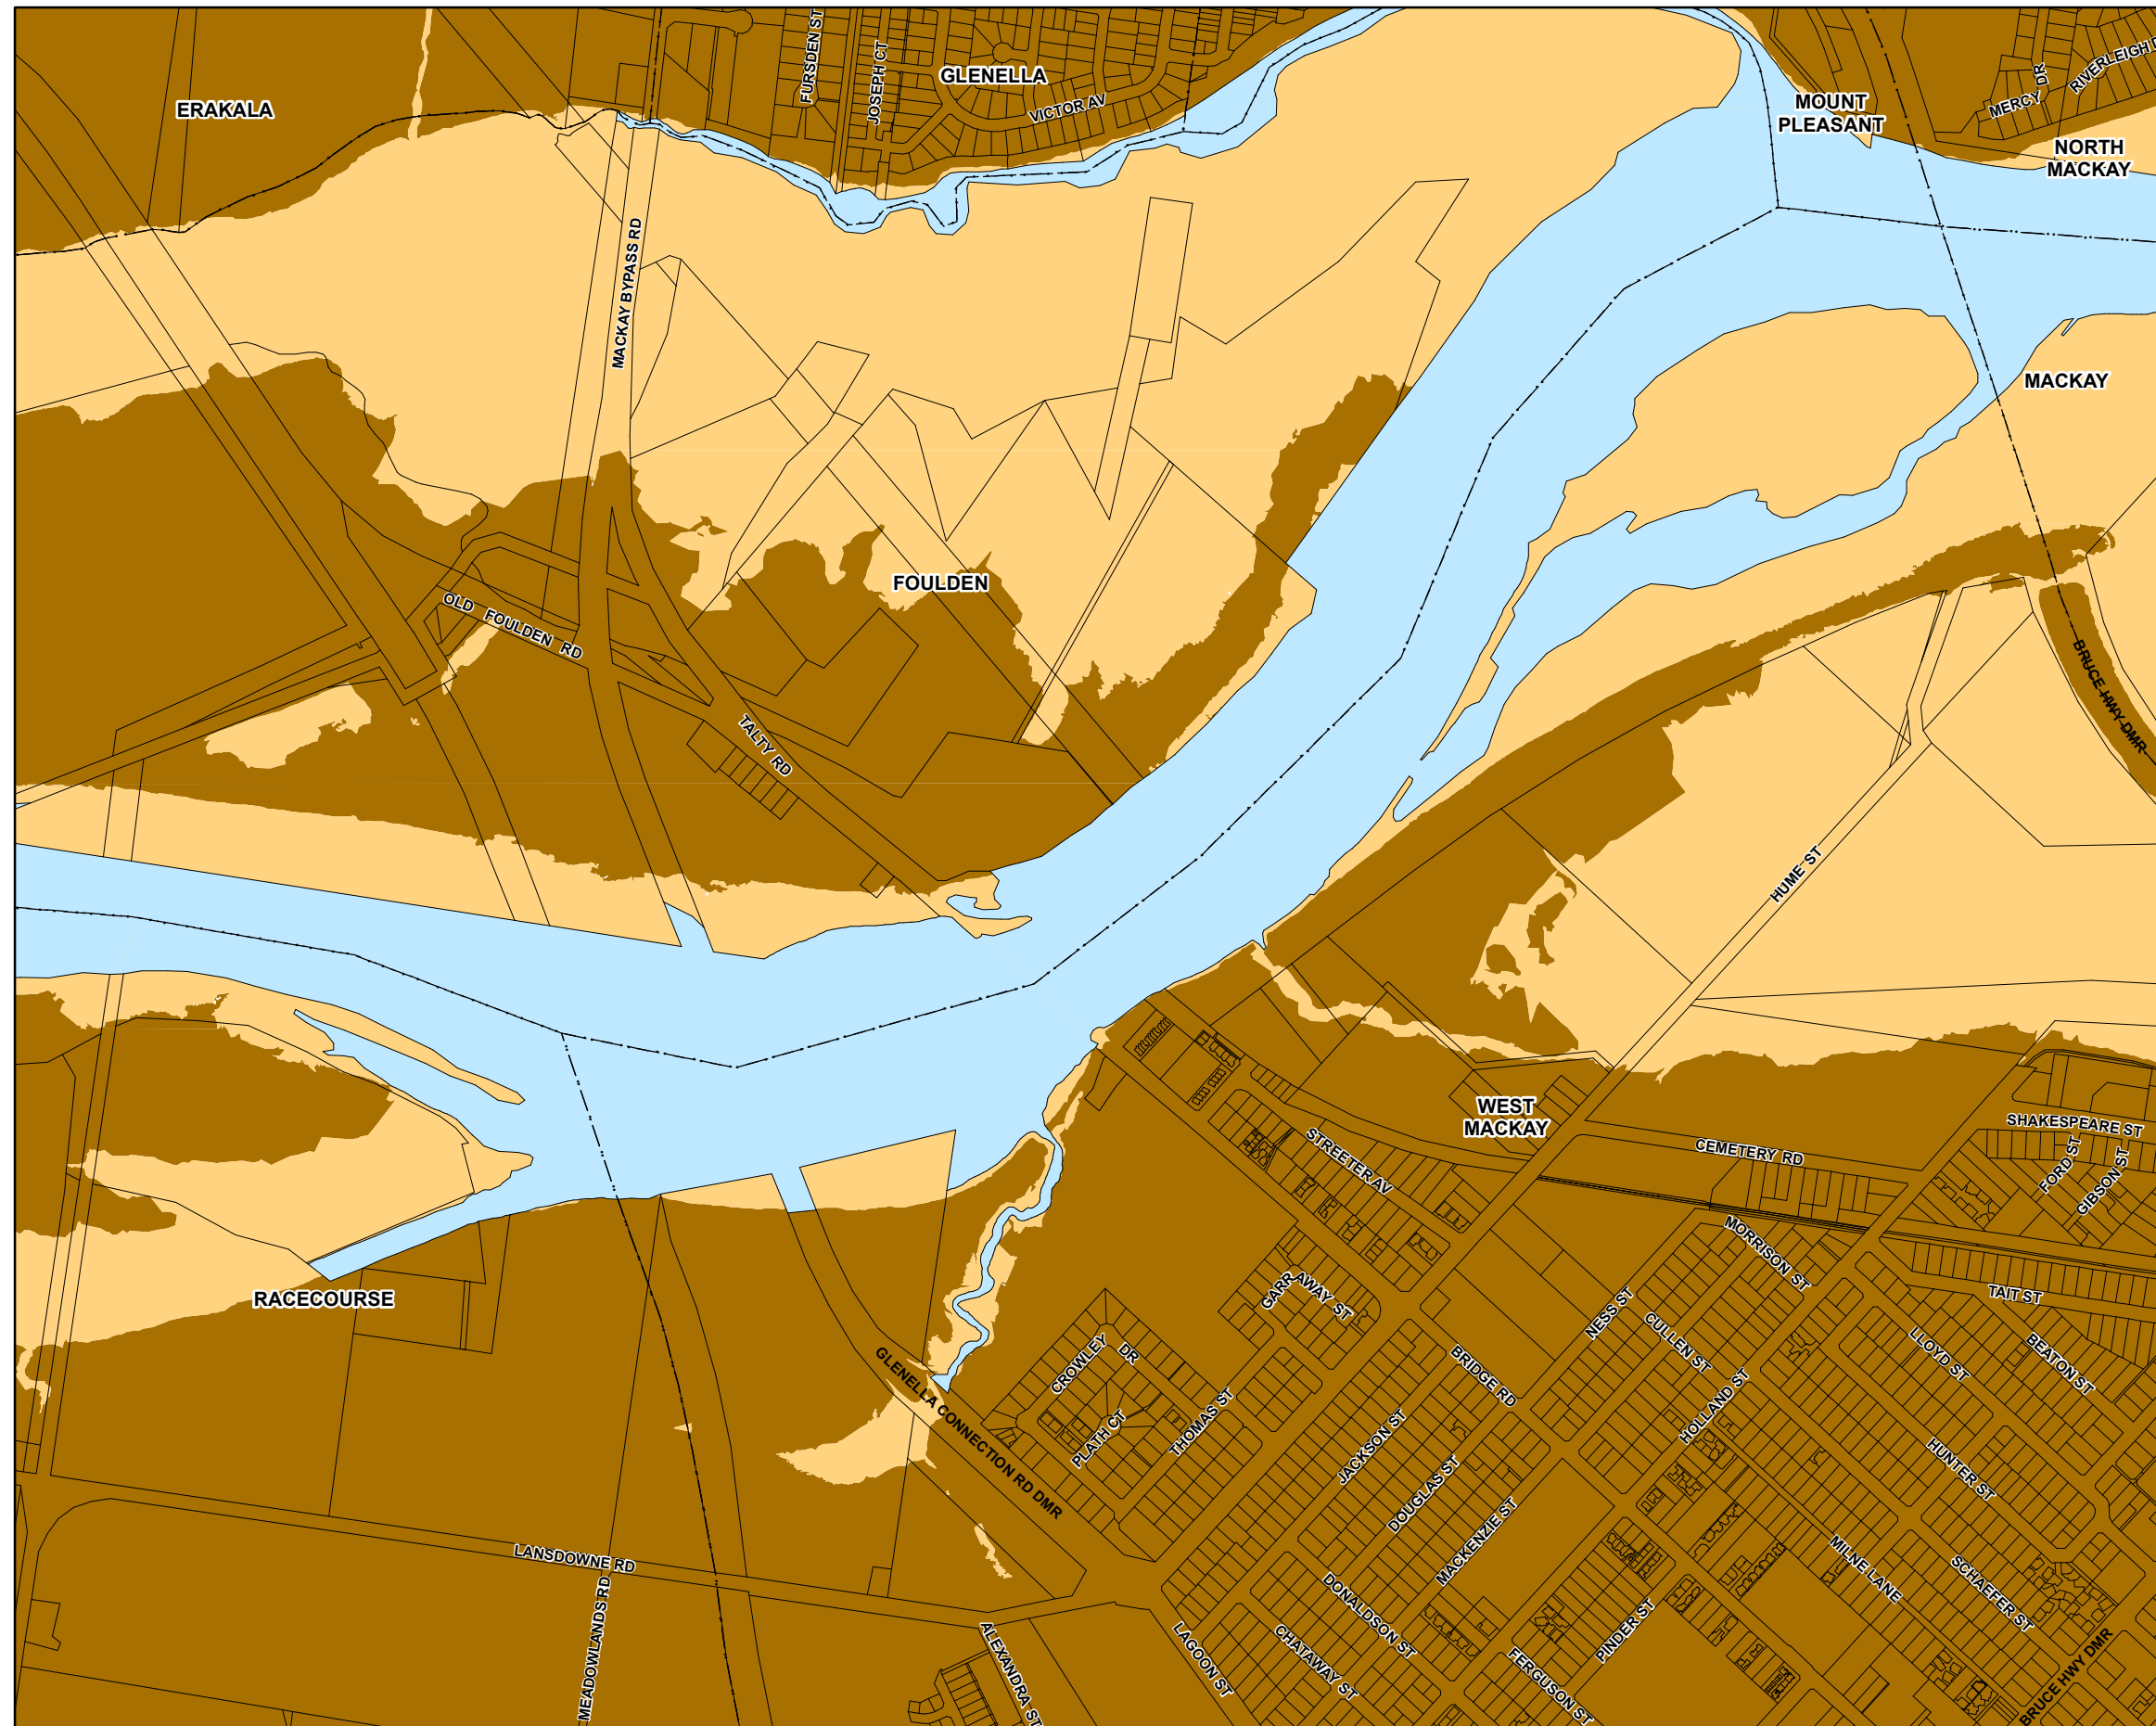 FURSDEN ST
JOSEPH CT
GLENELLA
VICTOR AV
ERAKALA
MOUNT
PLEASANT
MERCY DR
RIVERLEIGH
NORTH
MACKAY
MACKAY BYPASS RD
MACKAY
FOULDEN
OLD FOULDEN RD
TALTY RD
BRUCE HWY DMR
HUME ST
WEST
MACKAY
SHAKESPEARE ST
CEMETERY RD
STREETER AV
FORD ST
GIBSON ST
MORRISON ST
RACECOURSE
GARRAWAY ST
NESS ST
TAIT ST
CULLEN ST
LLOYD ST
BEATON ST
CROWLEY DR
BRIDGE RD
GLENELLA CONNECTION RD DMR
PLATH CT
THOMAS ST
JACKSON ST
HOLLAND ST
DOUGLAS ST
HUNTER ST
MACKENZIE ST
LANSDOWNE RD
MEADOWLANDS RD
MILNE LANE
SCHAEFER ST
DONALDSON ST
PINDER ST
ALEXANDRA ST
LAGOON ST
CHATAWAY ST
FERGUSON ST
BRUCE HWY DMR